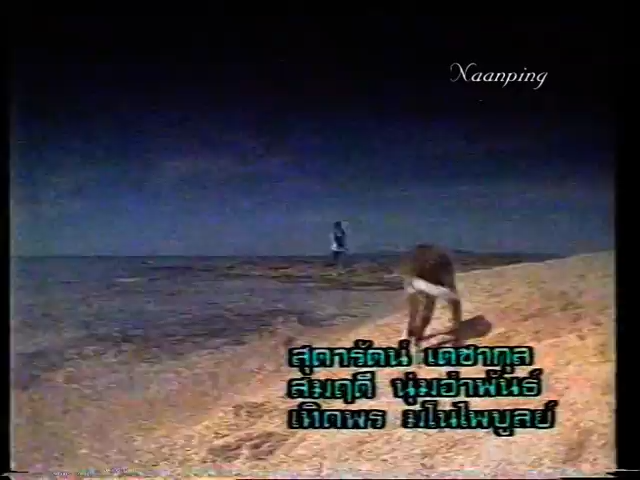 Naanping
สุดารัตน์ เดชากุล
สมฤดี นุ่มอ่ำพันธ์
เทิดพร มโนไพบูลย์